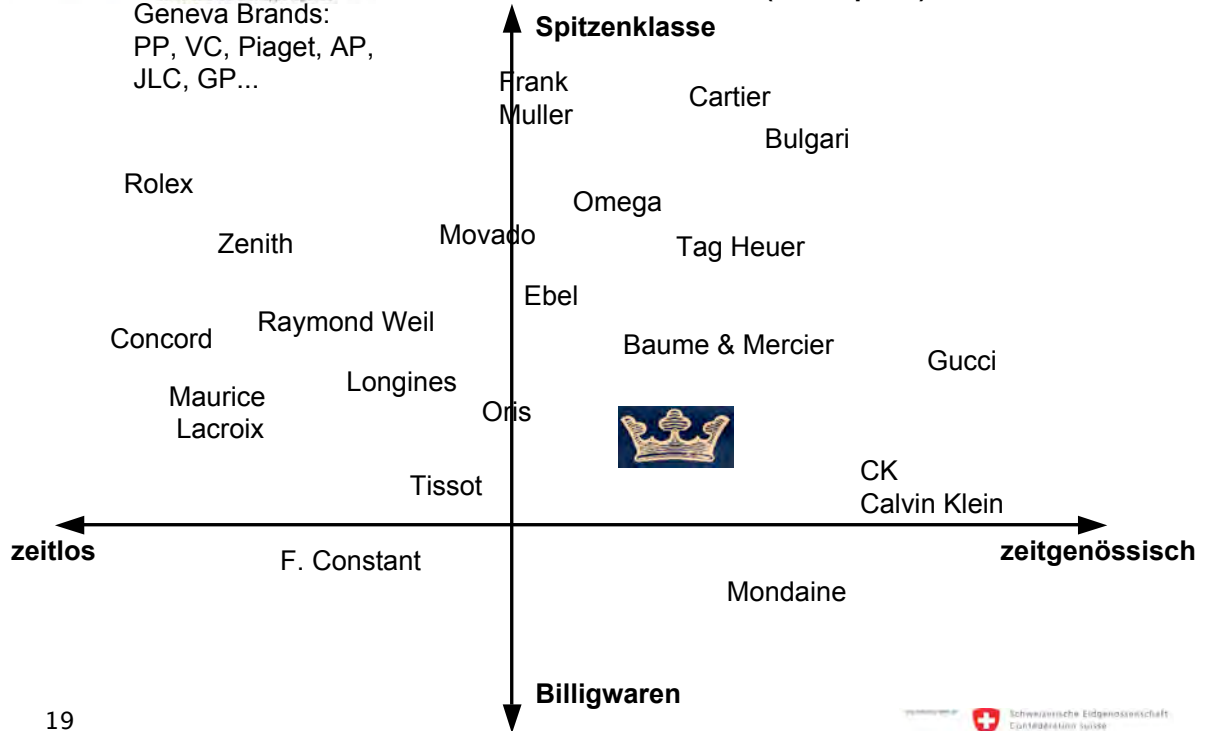 Geneva Brands:
PP, VC, Piaget, AP,
JLC, GP...
Spitzenklasse
Frank
Muller
Cartier
Bulgari
Rolex
Omega
Zenith
Movado
Tag Heuer
Ebel
Raymond Weil
Concord
Baume & Mercier
Gucci
Longines
Maurice
Lacroix
Oris
CK
Calvin Klein
Tissot
zeitlos
zeitgenössisch
F. Constant
Mondaine
Billigwaren
19
Schweizerische Eidgenossenschaft
Confédération suisse